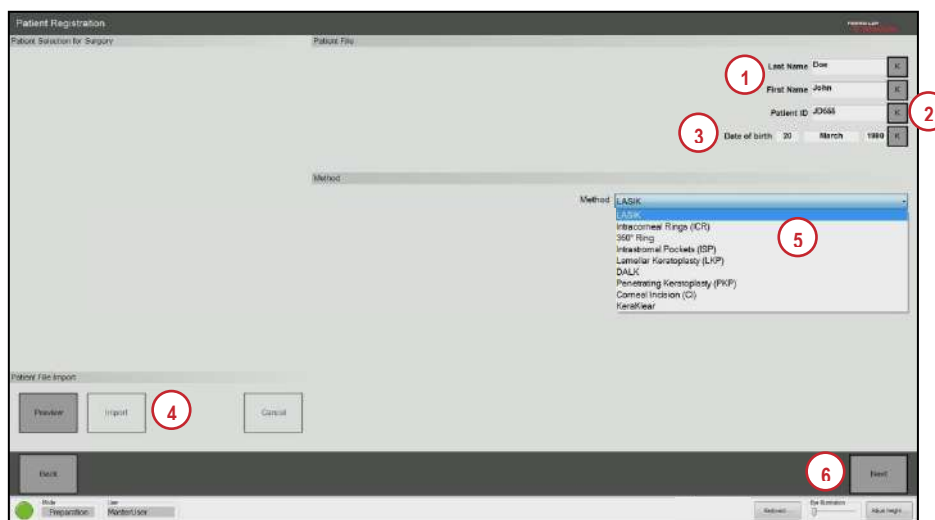 Patient Registration
Patient Selection for Surgery
Patient File
1
Last Name Doe K
First Name John K
Patient ID K
2
3
Date of birth 20 March 1980 K
Method
Method LASIK
LASIK
Intracorneal Rings (ICR)
360° Ring
5
Intrastromal Pockets (ISP)
Lamellar Keratoplasty (LKP)
DALK
Penetrating Keratoplasty (PKP)
Corneal Incision (CI)
KeraKlear
Patient File Import
Preview Import 4 Cancel
Back 6 Next
Mode User Eye Illumination
Preparation MasterUser Keyboard Adjust height